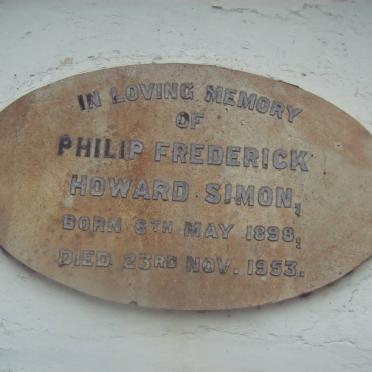 IN LOVING MEMORY
OF
PHILIP FREDERICK
HOWARD SIMON,
BORN 6TH MAY 1898,
DIED 23RD NOV. 1953.